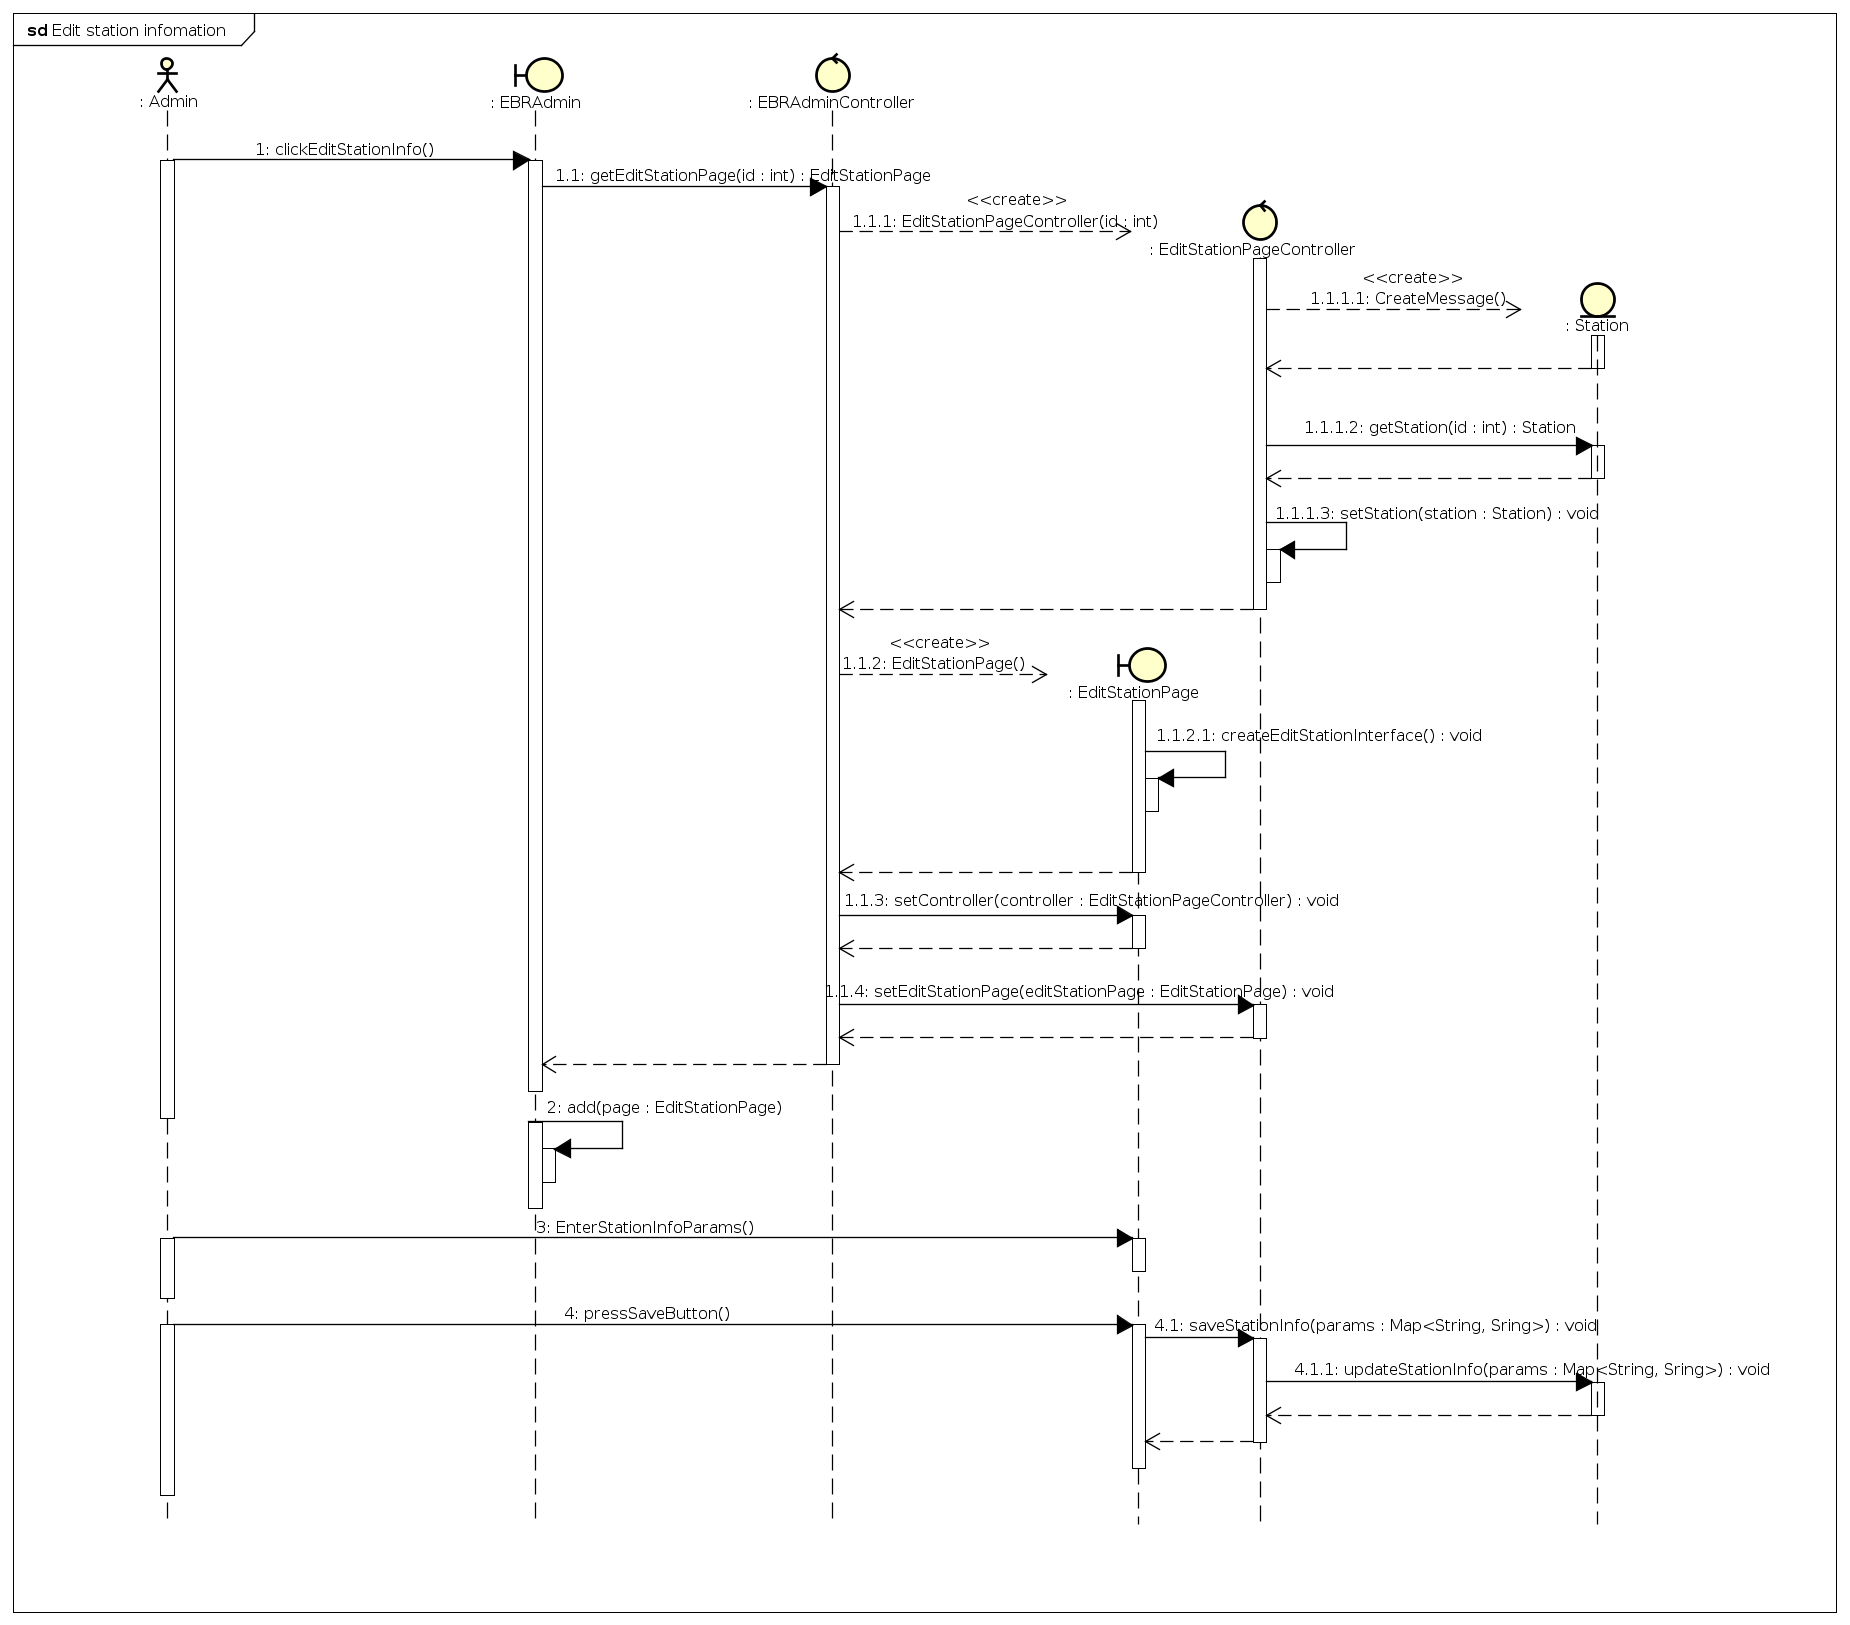 sd Edit station infomation
: Admin
: EBRAdmin
: EBRAdminController
1: clickEditStationInfo()
1.1: getEditStationPage(id : int) : EditStationPage
<<create>>
1.1.1: EditStationPageController(id : int)
: EditStationPageController
<<create>>
1.1.1.1: CreateMessage()
: Station
1.1.1.2: getStation(id : int) : Station
1.1.1.3: setStation(station : Station) : void
<<create>>
1.1.2: EditStationPage()
: EditStationPage
1.1.2.1: createEditStationInterface() : void
1.1.3: setController(controller : EditStationPageController) : void
1.1.4: setEditStationPage(editStationPage : EditStationPage) : void
2: add(page : EditStationPage)
3: EnterStationInfoParams()
4: pressSaveButton()
4.1: saveStationInfo(params : Map<String, Sring>) : void
4.1.1: updateStationInfo(params : Map<String, Sring>) : void